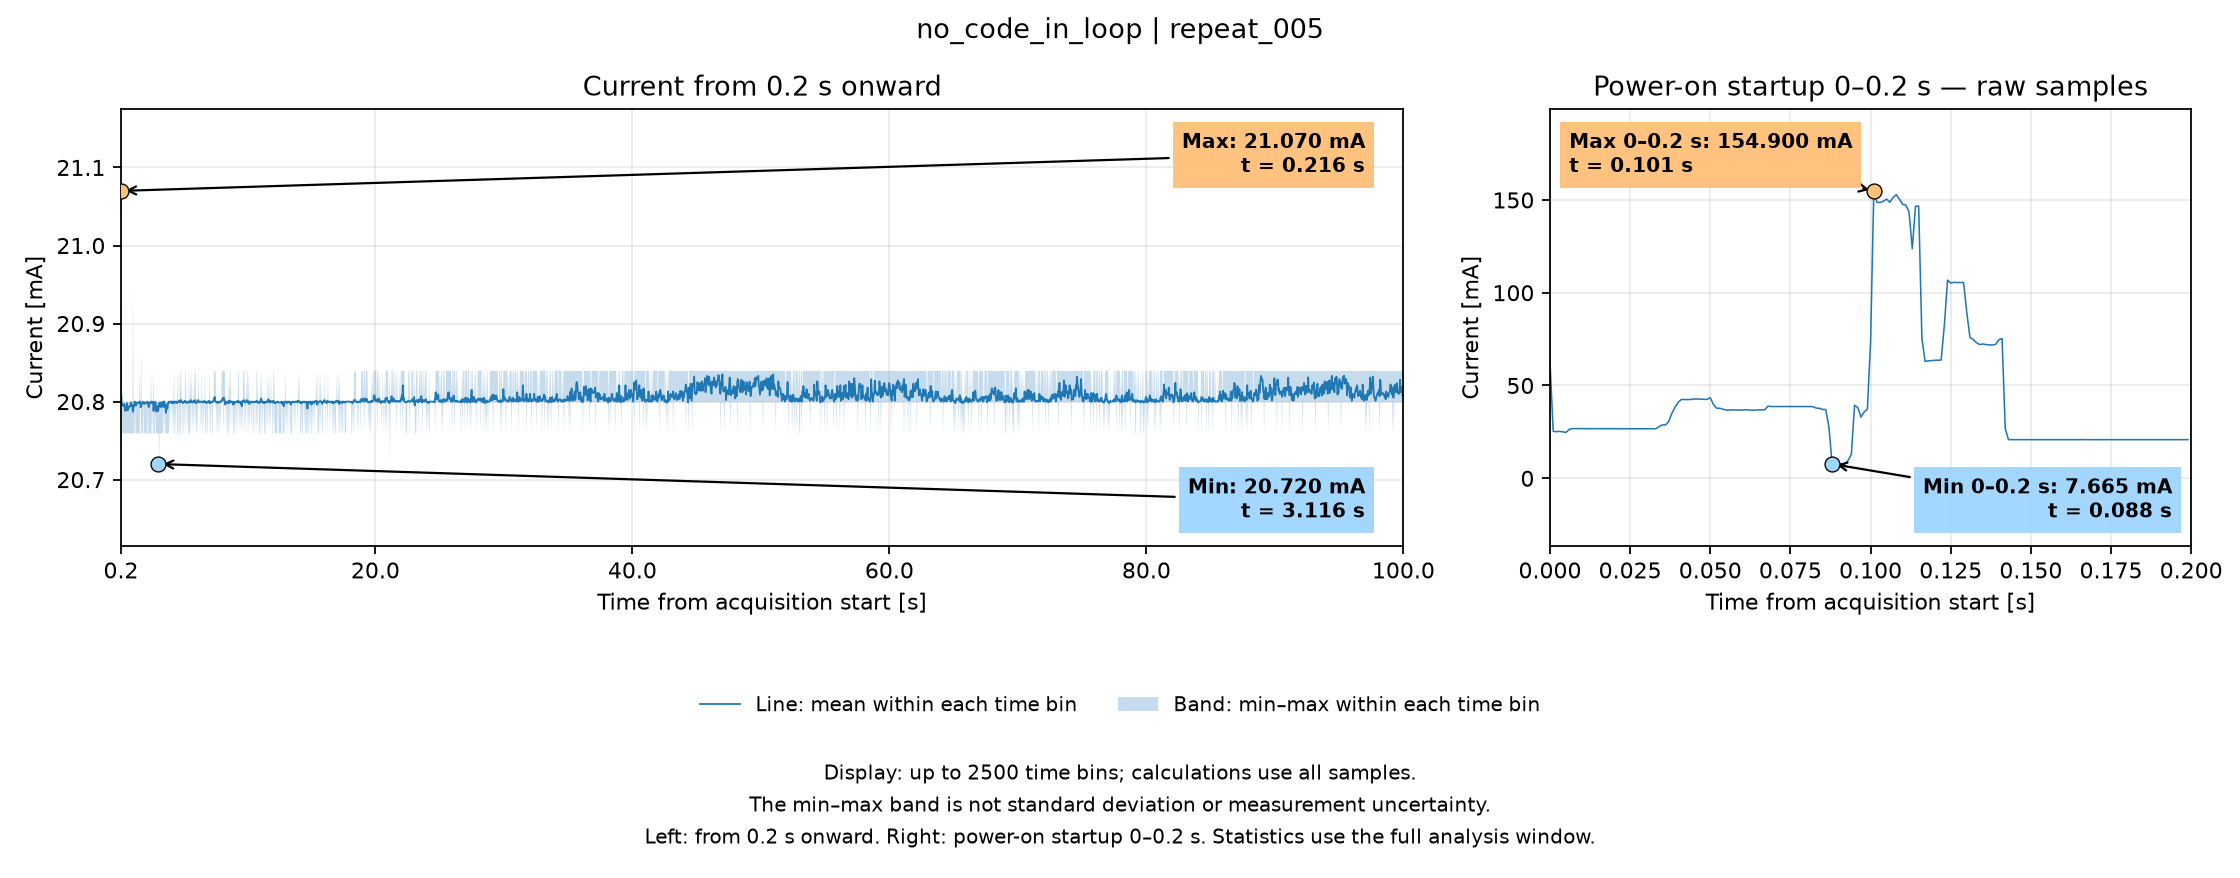 no_code_in_loop | repeat_005
Current from 0.2 s onward
Max: 21.070 mA
t = 0.216 s
Min: 20.720 mA
t = 3.116 s
21.1
21.0
20.9
20.8
20.7
Current [mA]
0.2
20.0
40.0
60.0
80.0
100.0
Time from acquisition start [s]
Power-on startup 0–0.2 s — raw samples
Max 0–0.2 s: 154.900 mA
t = 0.101 s
Min 0–0.2 s: 7.665 mA
t = 0.088 s
150
100
50
0
Current [mA]
0.000
0.025
0.050
0.075
0.100
0.125
0.150
0.175
0.200
Time from acquisition start [s]
Line: mean within each time bin
Band: min–max within each time bin
Display: up to 2500 time bins; calculations use all samples.
The min–max band is not standard deviation or measurement uncertainty.
Left: from 0.2 s onward. Right: power-on startup 0–0.2 s. Statistics use the full analysis window.